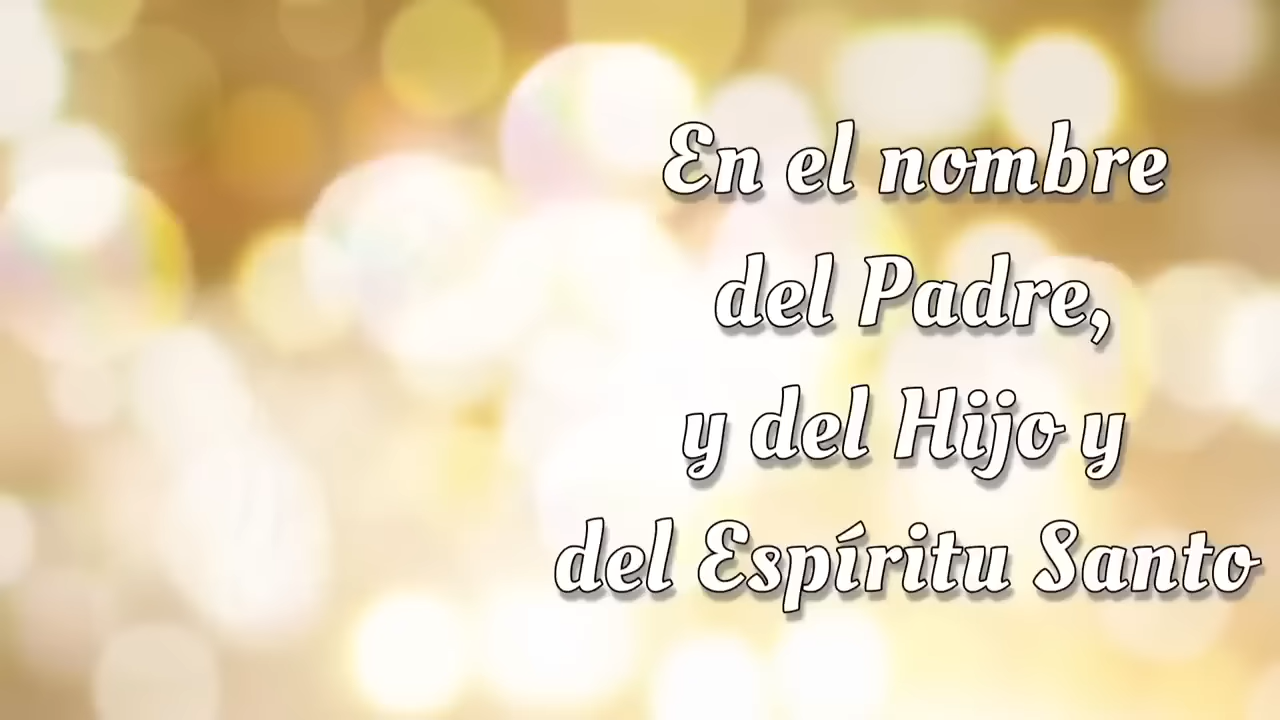 En el nombre
del Padre,
y del Hijo y
del Espíritu Santo